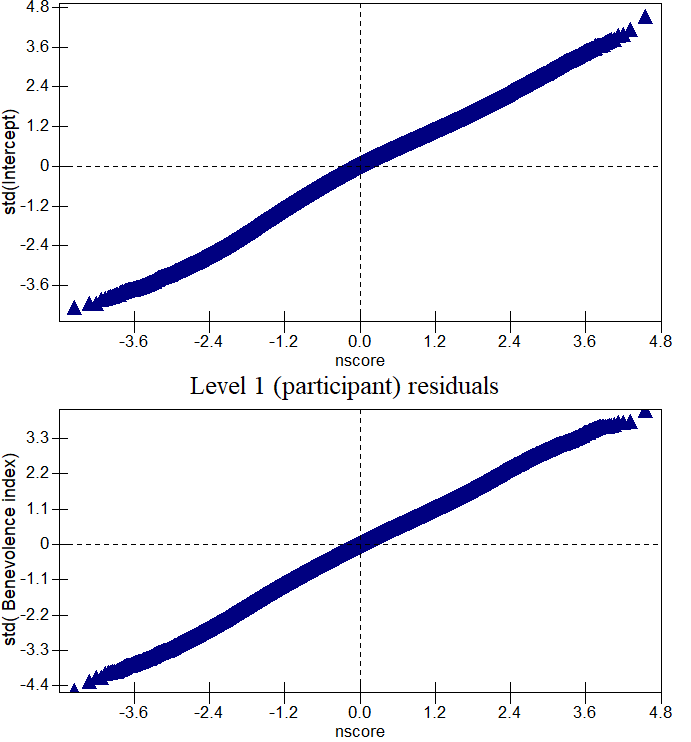 std(Intercept)
4.8
3.6
2.4
1.2
0
-1.2
-2.4
-3.6
-3.6 -2.4 -1.2 0.0 1.2 2.4 3.6 4.8
nscore
Level 1 (participant) residuals
std( Benevolence index)
3.3
2.2
1.1
0
-1.1
-2.2
-3.3
-4.4
-3.6 -2.4 -1.2 0.0 1.2 2.4 3.6 4.8
nscore